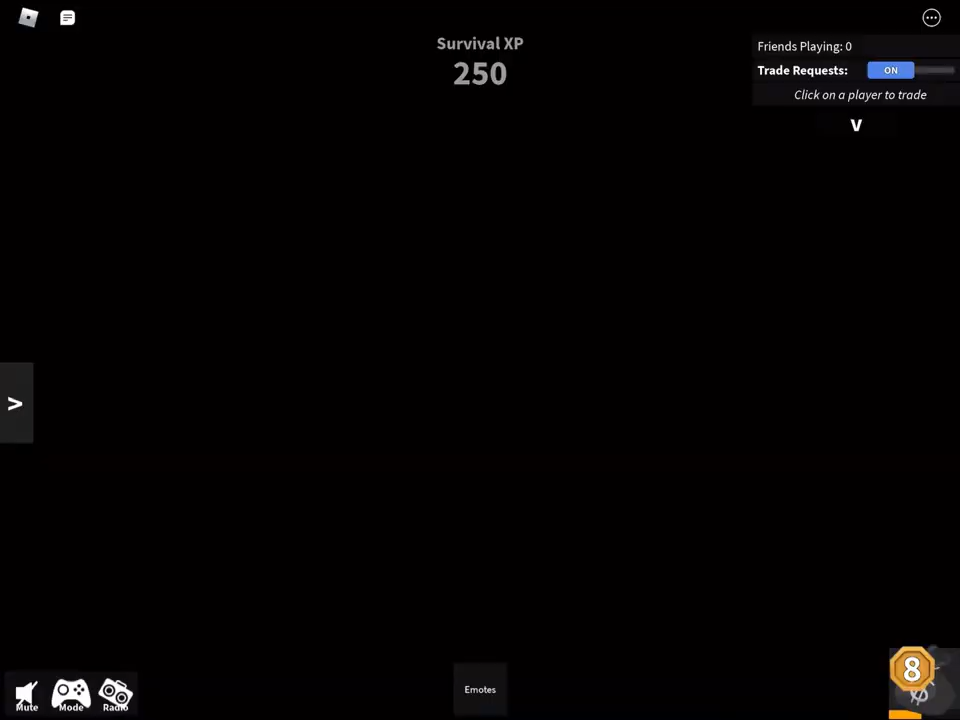 Survival XP
250
Friends Playing: 0
Trade Requests: ON
Click on a player to trade
V
>
Mute
Mode
Radio
Emotes
8